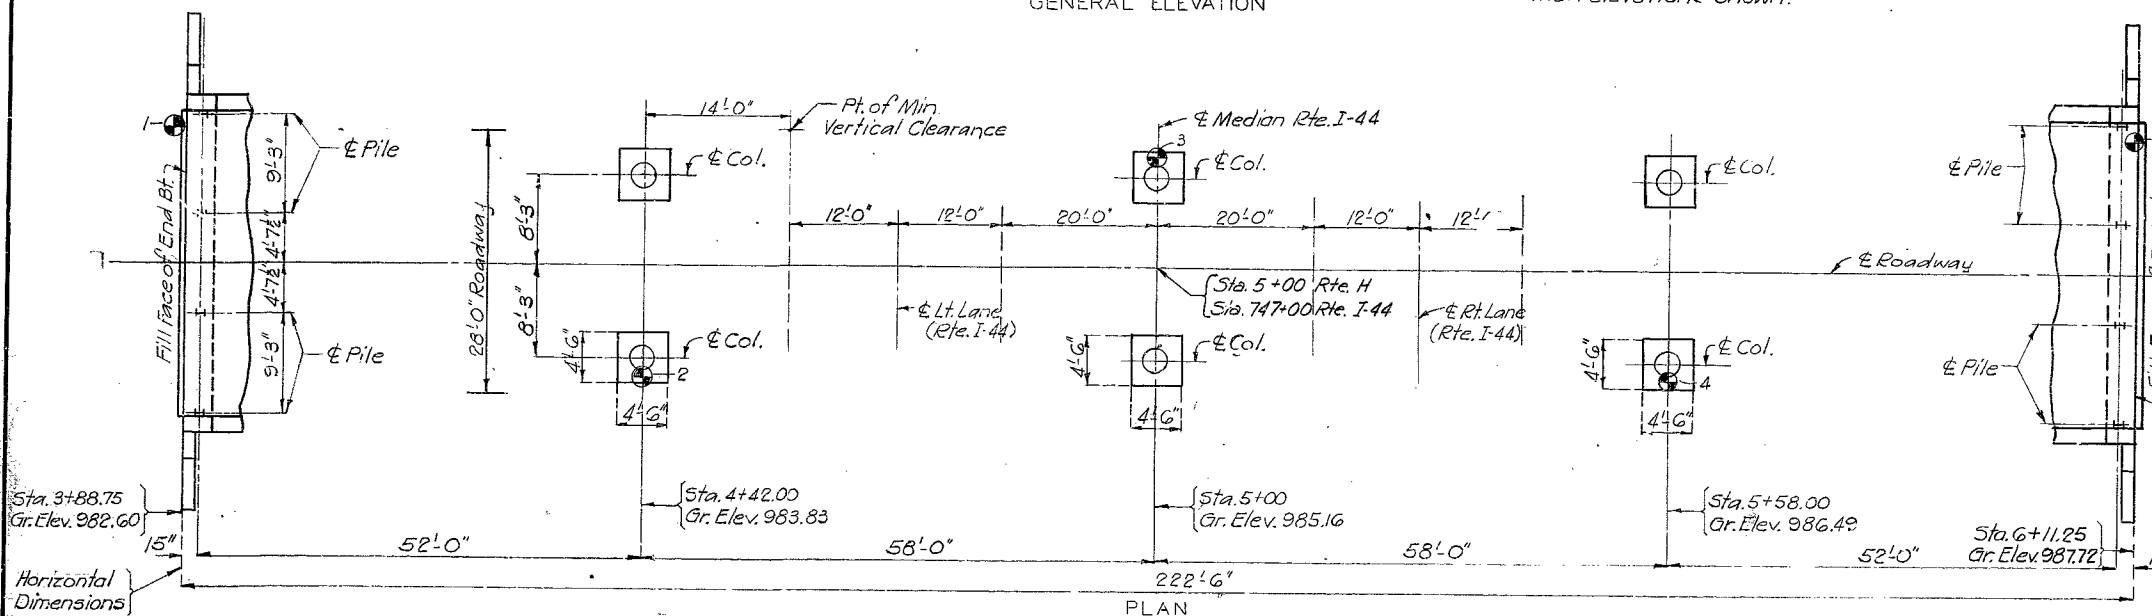 GENERAL ELEVATION
1
℄ Pile
9'-3"
4'-7½"
4'-7½"
9'-3"
℄ Pile
Fill Face of End Bt.
28'-0" Roadway
8'-3"
8'-3"
14'-0"
Pt. of Min.
Vertical Clearance
℄ Col.
12'-0"
12'-0"
20'-0"
20'-0"
12'-0"
℄ Median Rte. I-44
3
℄ Col.
℄ Col.
℄ Pile
℄ Roadway
Sta. 5+00 Rte. H
Sta. 747+00 Rte. I-44
℄ Lt. Lane
(Rte. I-44)
℄ Rt. Lane
(Rte. I-44)
4'-6"
℄ Col.
2
4'-6"
4'-6"
℄ Col.
4'-6"
4'-6"
℄ Col.
4
4'-6"
℄ Pile
Sta. 3+88.75
Gr. Elev. 982.60
Sta. 4+42.00
Gr. Elev. 983.83
Sta. 5+00
Gr. Elev. 985.16
Sta. 5+58.00
Gr. Elev. 986.49
Sta. 6+11.25
Gr. Elev. 987.72
15"
52'-0"
58'-0"
58'-0"
52'-0"
Horizontal
Dimensions
222'-6"
PLAN